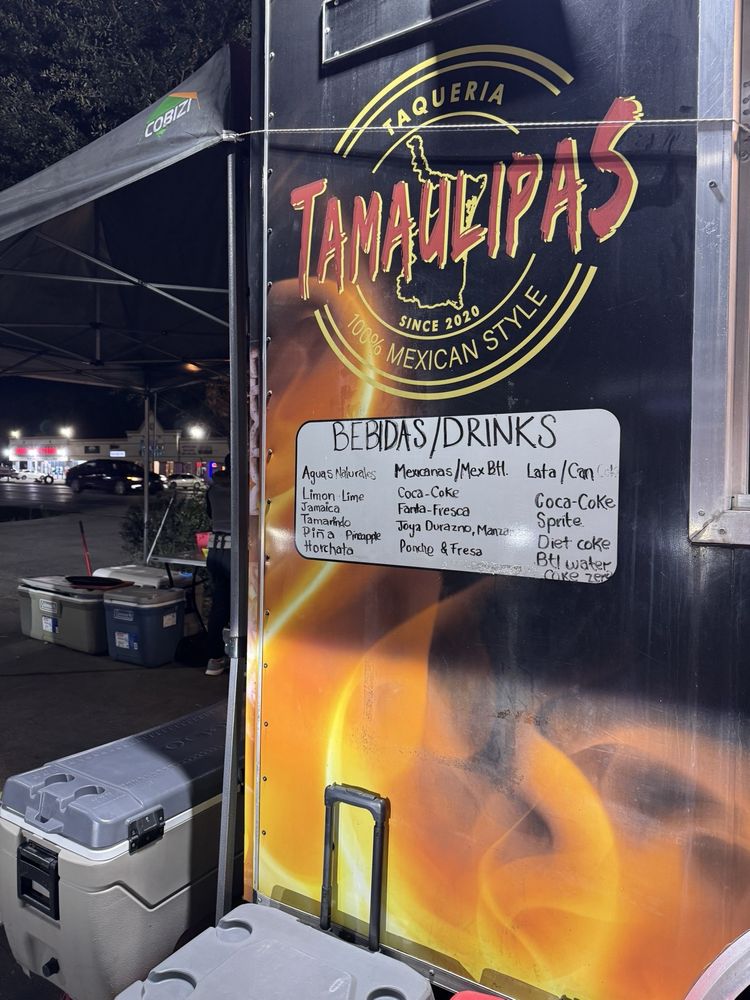 COBIZI
TAQUERIA
TAMAULIPAS
SINCE 2020
100% MEXICAN STYLE
BEBIDAS/DRINKS
Aguas Naturales
Limon-Lime
Jamaica
Tamarindo
Piña Pineapple
Horchata
Mexicanas/Mex Btl.
Coca-Coke
Fanta-Fresca
Joya Durazno, Manza
Ponche & Fresa
Lata/Can
Coca-Coke
Sprite
Diet coke
Btl water
Coke zero